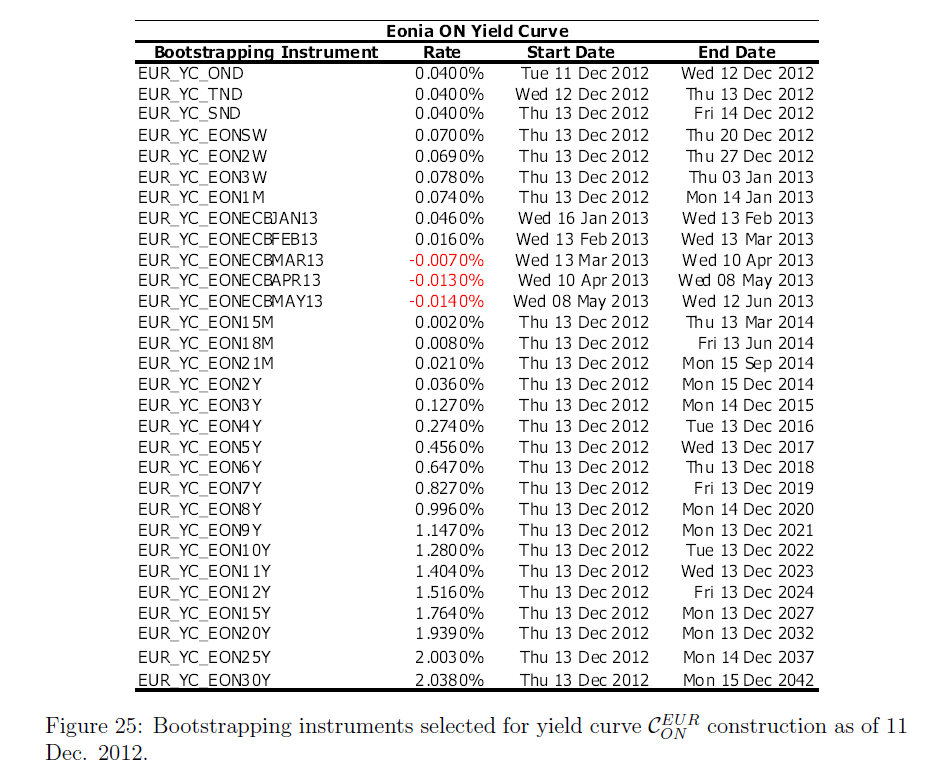 Eonia ON Yield Curve
Bootstrapping Instrument Rate Start Date End Date
EUR_YC_OND 0.0400% Tue 11 Dec 2012 Wed 12 Dec 2012
EUR_YC_TND 0.0400% Wed 12 Dec 2012 Thu 13 Dec 2012
EUR_YC_SND 0.0400% Thu 13 Dec 2012 Fri 14 Dec 2012
EUR_YC_EONSW 0.0700% Thu 13 Dec 2012 Thu 20 Dec 2012
EUR_YC_EON2W 0.0690% Thu 13 Dec 2012 Thu 27 Dec 2012
EUR_YC_EON3W 0.0780% Thu 13 Dec 2012 Thu 03 Jan 2013
EUR_YC_EON1M 0.0740% Thu 13 Dec 2012 Mon 14 Jan 2013
EUR_YC_EONECBJAN13 0.0460% Wed 16 Jan 2013 Wed 13 Feb 2013
EUR_YC_EONECBFEB13 0.0160% Wed 13 Feb 2013 Wed 13 Mar 2013
EUR_YC_EONECBMAR13 -0.0070% Wed 13 Mar 2013 Wed 10 Apr 2013
EUR_YC_EONECBAPR13 -0.0130% Wed 10 Apr 2013 Wed 08 May 2013
EUR_YC_EONECBMAY13 -0.0140% Wed 08 May 2013 Wed 12 Jun 2013
EUR_YC_EON15M 0.0020% Thu 13 Dec 2012 Thu 13 Mar 2014
EUR_YC_EON18M 0.0080% Thu 13 Dec 2012 Fri 13 Jun 2014
EUR_YC_EON21M 0.0210% Thu 13 Dec 2012 Mon 15 Sep 2014
EUR_YC_EON2Y 0.0360% Thu 13 Dec 2012 Mon 15 Dec 2014
EUR_YC_EON3Y 0.1270% Thu 13 Dec 2012 Mon 14 Dec 2015
EUR_YC_EON4Y 0.2740% Thu 13 Dec 2012 Tue 13 Dec 2016
EUR_YC_EON5Y 0.4560% Thu 13 Dec 2012 Wed 13 Dec 2017
EUR_YC_EON6Y 0.6470% Thu 13 Dec 2012 Thu 13 Dec 2018
EUR_YC_EON7Y 0.8270% Thu 13 Dec 2012 Fri 13 Dec 2019
EUR_YC_EON8Y 0.9960% Thu 13 Dec 2012 Mon 14 Dec 2020
EUR_YC_EON9Y 1.1470% Thu 13 Dec 2012 Mon 13 Dec 2021
EUR_YC_EON10Y 1.2800% Thu 13 Dec 2012 Tue 13 Dec 2022
EUR_YC_EON11Y 1.4040% Thu 13 Dec 2012 Wed 13 Dec 2023
EUR_YC_EON12Y 1.5160% Thu 13 Dec 2012 Fri 13 Dec 2024
EUR_YC_EON15Y 1.7640% Thu 13 Dec 2012 Mon 13 Dec 2027
EUR_YC_EON20Y 1.9390% Thu 13 Dec 2012 Mon 13 Dec 2032
EUR_YC_EON25Y 2.0030% Thu 13 Dec 2012 Mon 14 Dec 2037
EUR_YC_EON30Y 2.0380% Thu 13 Dec 2012 Mon 15 Dec 2042
Figure 25: Bootstrapping instruments selected for yield curve C_{ON}^{EUR} construction as of 11
Dec. 2012.